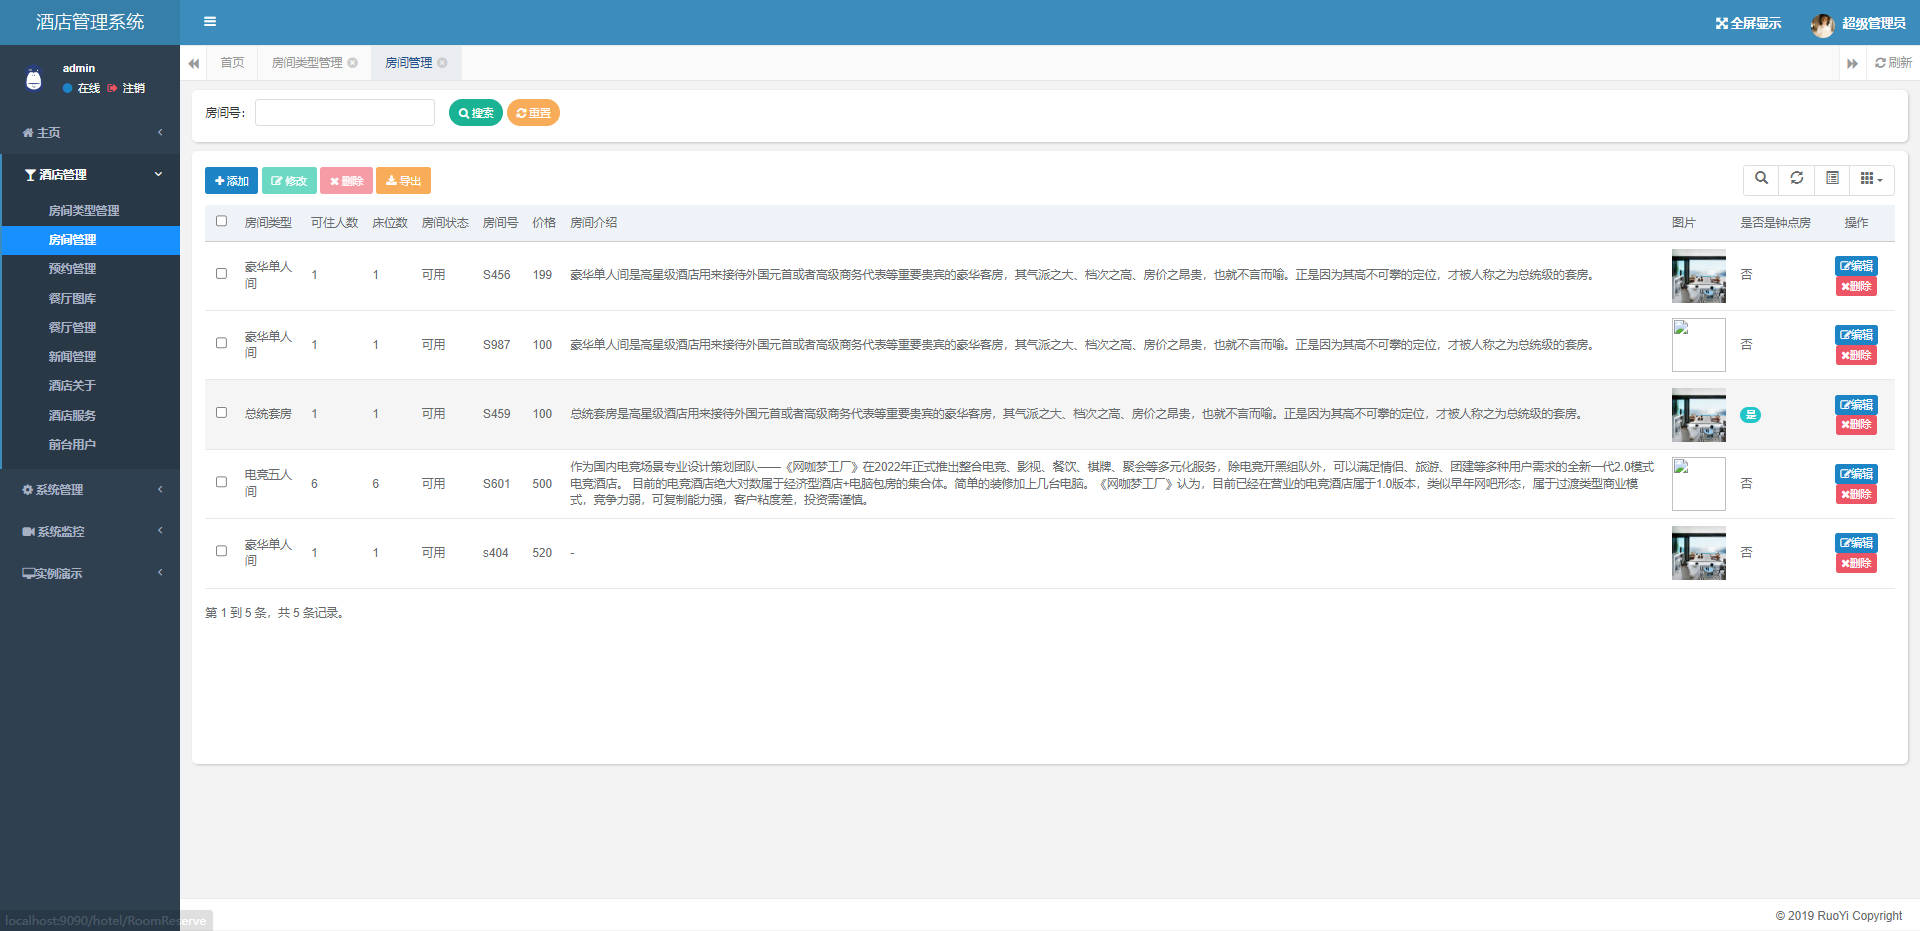 酒店管理系统
全屏显示 超级管理员
admin
在线 注销
首页 房间类型管理 房间管理 刷新
主页
酒店管理
房间类型管理
房间管理
预约管理
餐厅图库
餐厅管理
新闻管理
酒店关于
酒店服务
前台用户
系统管理
系统监控
实例演示
房间号： 搜索 重置
添加 修改 删除 导出
房间类型 可住人数 床位数 房间状态 房间号 价格 房间介绍 图片 是否是钟点房 操作
豪华单人间 1 1 可用 S456 199 豪华单人间是高星级酒店用来接待外国元首或者高级商务代表等重要贵宾的豪华客房，其气派之大、档次之高、房价之昂贵，也就不言而喻。正是因为其高不可攀的定位，才被人称之为总统级的套房。 否 编辑 删除
豪华单人间 1 1 可用 S987 100 豪华单人间是高星级酒店用来接待外国元首或者高级商务代表等重要贵宾的豪华客房，其气派之大、档次之高、房价之昂贵，也就不言而喻。正是因为其高不可攀的定位，才被人称之为总统级的套房。 否 编辑 删除
总统套房 1 1 可用 S459 100 总统套房是高星级酒店用来接待外国元首或者高级商务代表等重要贵宾的豪华客房，其气派之大、档次之高、房价之昂贵，也就不言而喻。正是因为其高不可攀的定位，才被人称之为总统级的套房。 是 编辑 删除
电竞五人间 6 6 可用 S601 500 作为国内电竞场景专业设计策划团队——《网咖梦工厂》在2022年正式推出整合电竞、影视、餐饮、棋牌、聚会等多元化服务，除电竞开黑组队外，可以满足情侣、旅游、团建等多种用户需求的全新一代2.0模式
电竞酒店。 目前的电竞酒店绝大对数属于经济型酒店+电脑包房的集合体。简单的装修加上几台电脑。《网咖梦工厂》认为，目前已经在营业的电竞酒店属于1.0版本，类似早年网吧形态，属于过渡类型商业模
式，竞争力弱，可复制能力强，客户粘度差，投资需谨慎。 否 编辑 删除
豪华单人间 1 1 可用 s404 520 - 否 编辑 删除
第 1 到 5 条，共 5 条记录。
localhost:9090/hotel/RoomReserve
© 2019 RuoYi Copyright